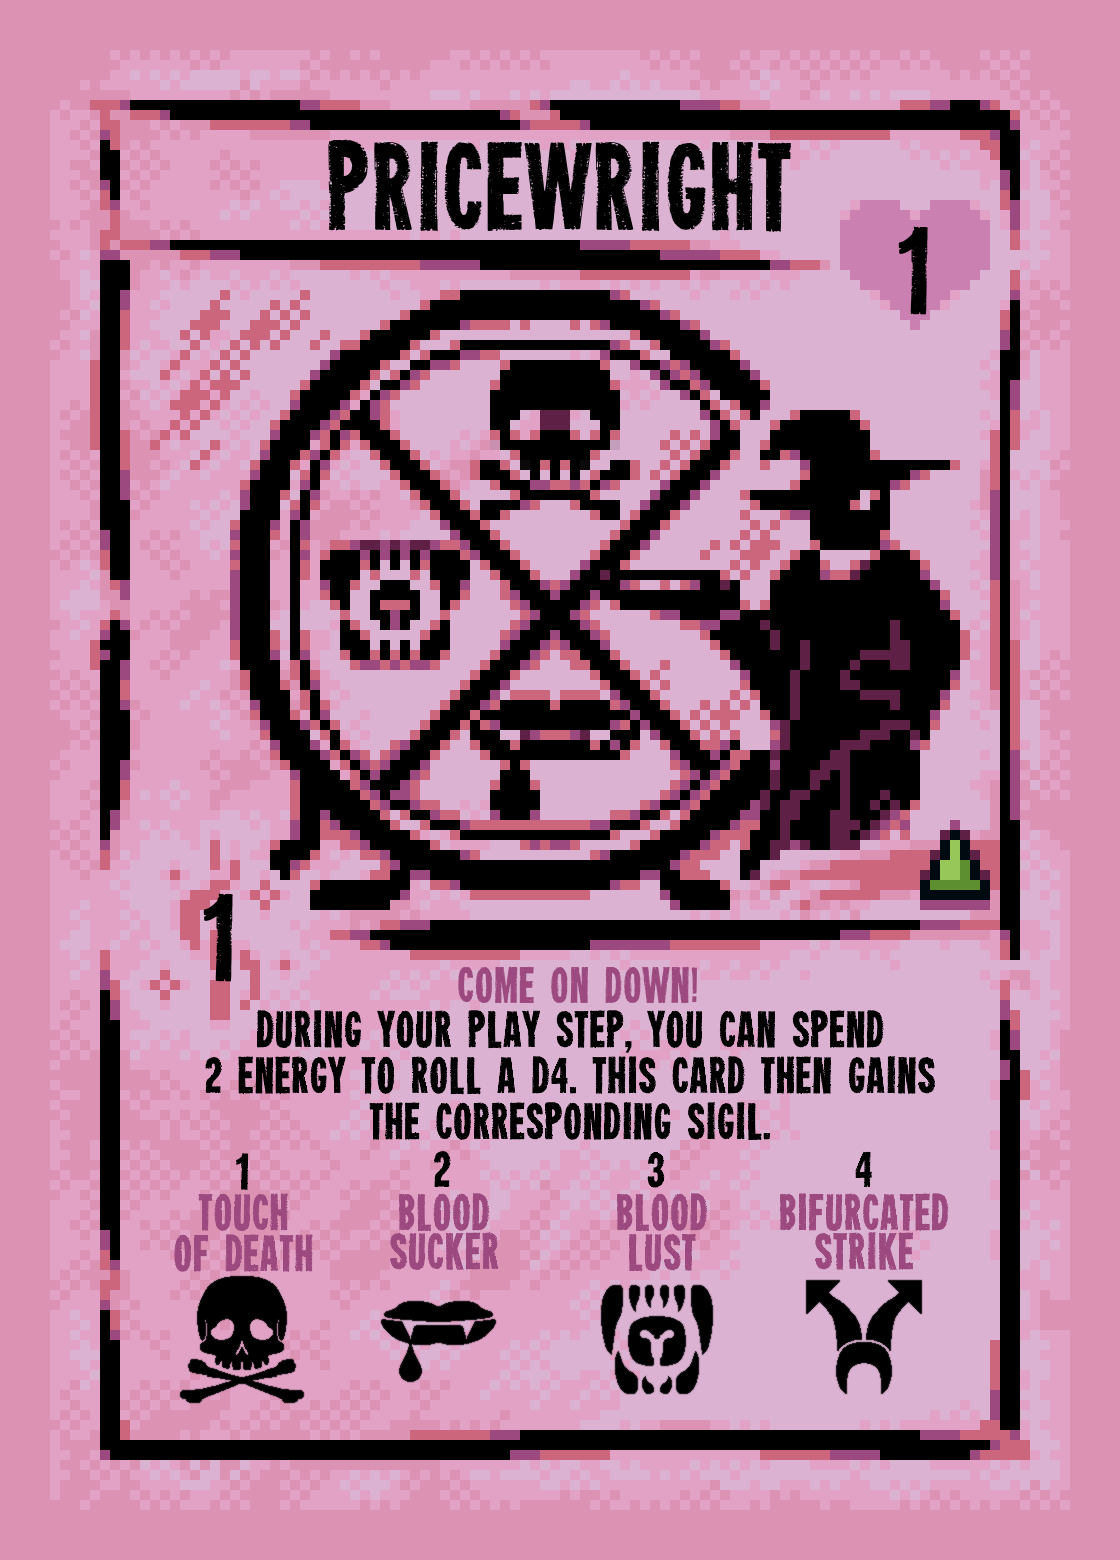 PRICEWRIGHT
1
1
COME ON DOWN!
DURING YOUR PLAY STEP, YOU CAN SPEND
2 ENERGY TO ROLL A D4. THIS CARD THEN GAINS
THE CORRESPONDING SIGIL.
1 2 3 4
TOUCH BLOOD BLOOD BIFURCATED
OF DEATH SUCKER LUST STRIKE